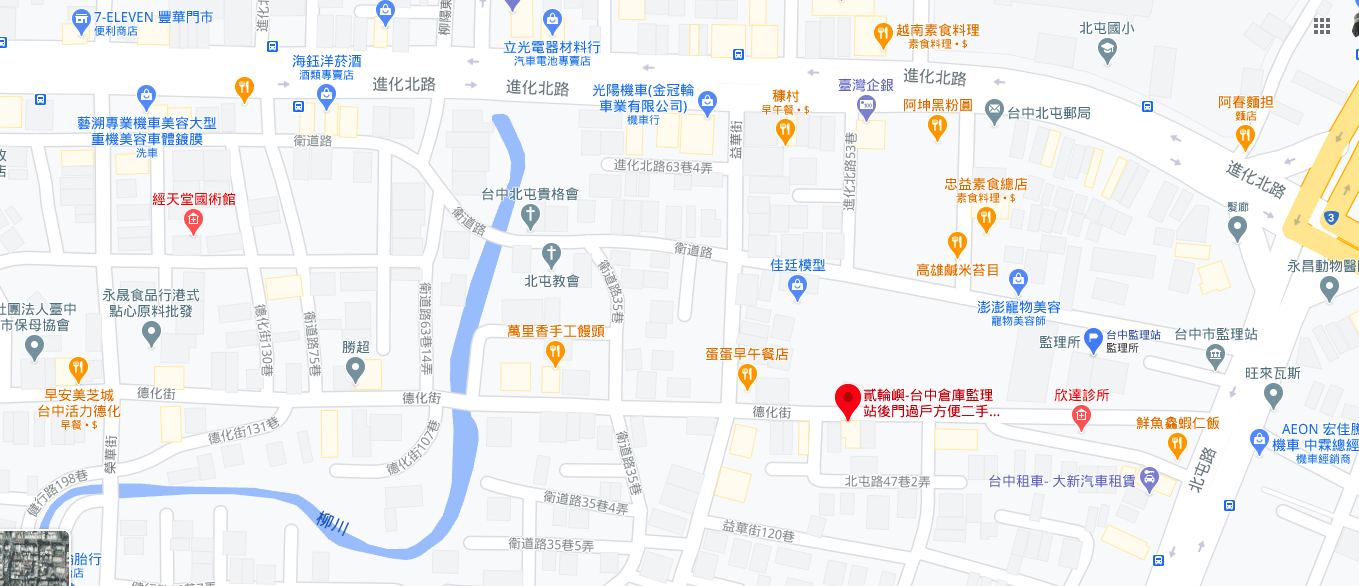 7-ELEVEN 豐華門市
便利商店
進化
柳陽東
立光電器材料行
汽車電池專賣店
越南素食料理
素食料理・$
北屯國小
海鈺洋菸酒
酒類專賣店
進化北路
進化北路
進化北路
光陽機車(金冠輪
車業有限公司)
機車行
臺灣企銀
糠村
早午餐・$
阿坤黑粉圓
台中北屯郵局
阿春麵担
麵店
藝溯專業機車美容大型
重機美容車體鍍膜
洗車
衛道路
益華街
進化北路53巷
進化北路63巷4弄
進化北路
經天堂國術館
台中北屯貴格會
忠益素食總店
素食料理・$
髮廊
3
衛道路
衛道路
北屯教會
佳廷模型
高雄鹹米苔目
永昌動物醫
澎澎寵物美容
寵物美容師
社團法人臺中
市保母協會
永晟食品行港式
點心原料批發
德化街130巷
衛道路75巷
衛道路63巷14弄
衛道路35巷
萬里香手工饅頭
勝超
蛋蛋早午餐店
監理所
台中監理站
監理所
台中市監理站
旺來瓦斯
早安美芝城
台中活力德化
早餐・$
德化街
德化街
德化街
貳輪嶼-台中倉庫監理
站後門過戶方便二手...
欣達診所
鮮魚鱻蝦仁飯
AEON 宏佳騰
機車 中霖總經
機車經銷商
德化街131巷
德化街107巷
榮華街
健行路198巷
衛道路35巷
北屯路
北屯路47巷2弄
台中租車- 大新汽車租賃
柳川
衛道路35巷4弄
益華街120巷
衛道路35巷5弄
輪胎行
店